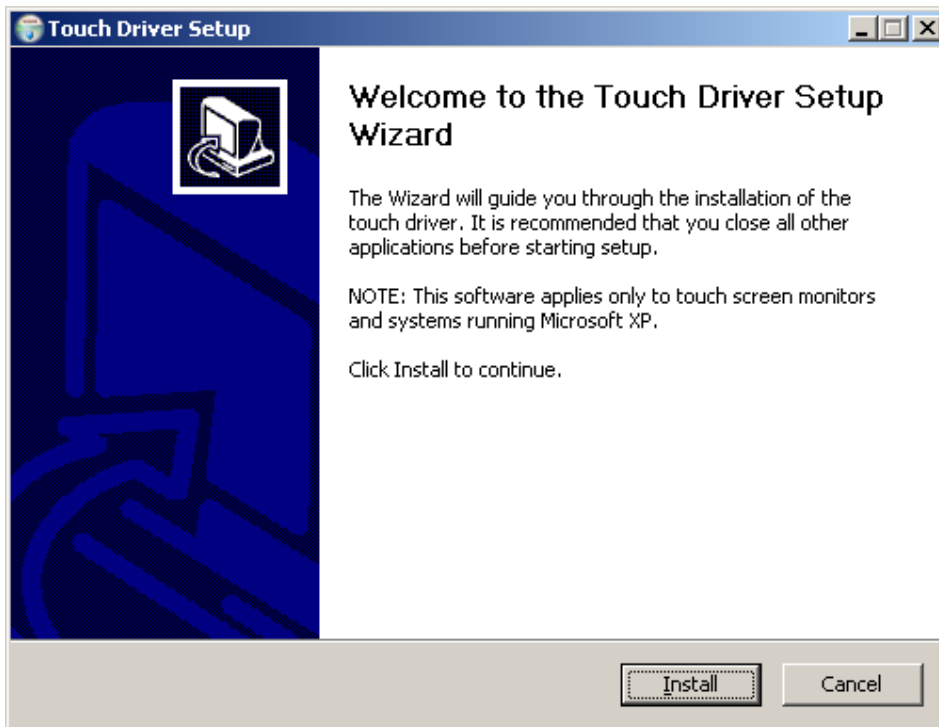 Touch Driver Setup
Welcome to the Touch Driver Setup
Wizard
The Wizard will guide you through the installation of the
touch driver. It is recommended that you close all other
applications before starting setup.
NOTE: This software applies only to touch screen monitors
and systems running Microsoft XP.
Click Install to continue.
Install
Cancel